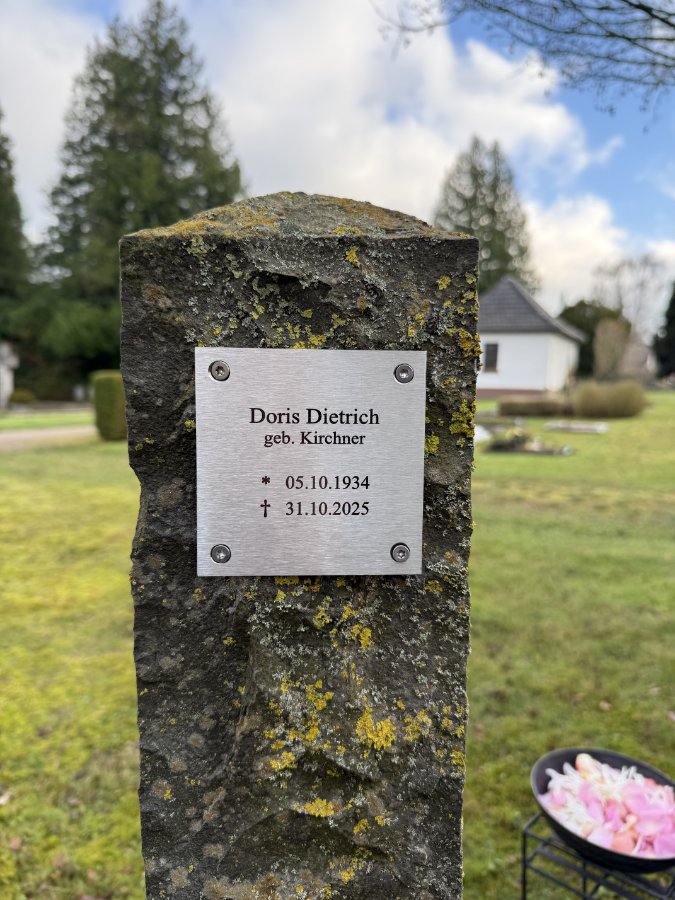 Doris Dietrich
geb. Kirchner
* 05.10.1934
† 31.10.2025